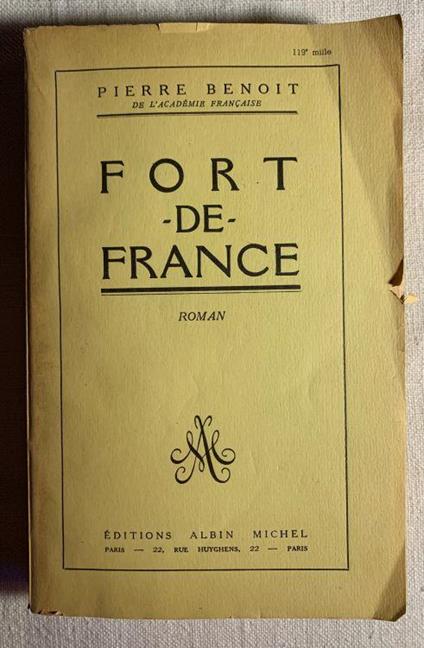 119e mille
PIERRE BENOIT
DE L'ACADÉMIE FRANÇAISE
FORT
-DE-
FRANCE
ROMAN
AM
ÉDITIONS ALBIN MICHEL
PARIS — 22, RUE HUYGHENS, 22 — PARIS